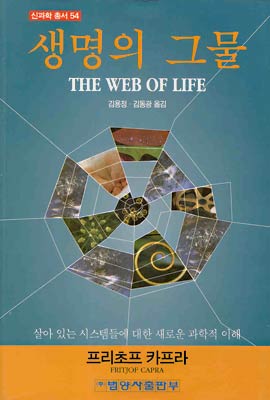 신과학 총서 54
생명의 그물
THE WEB OF LIFE
김용정 · 김동광 옮김
살아 있는 시스템들에 대한 새로운 과학적 이해
프리초프 카프라
FRITJOF CAPRA
범양사출판부